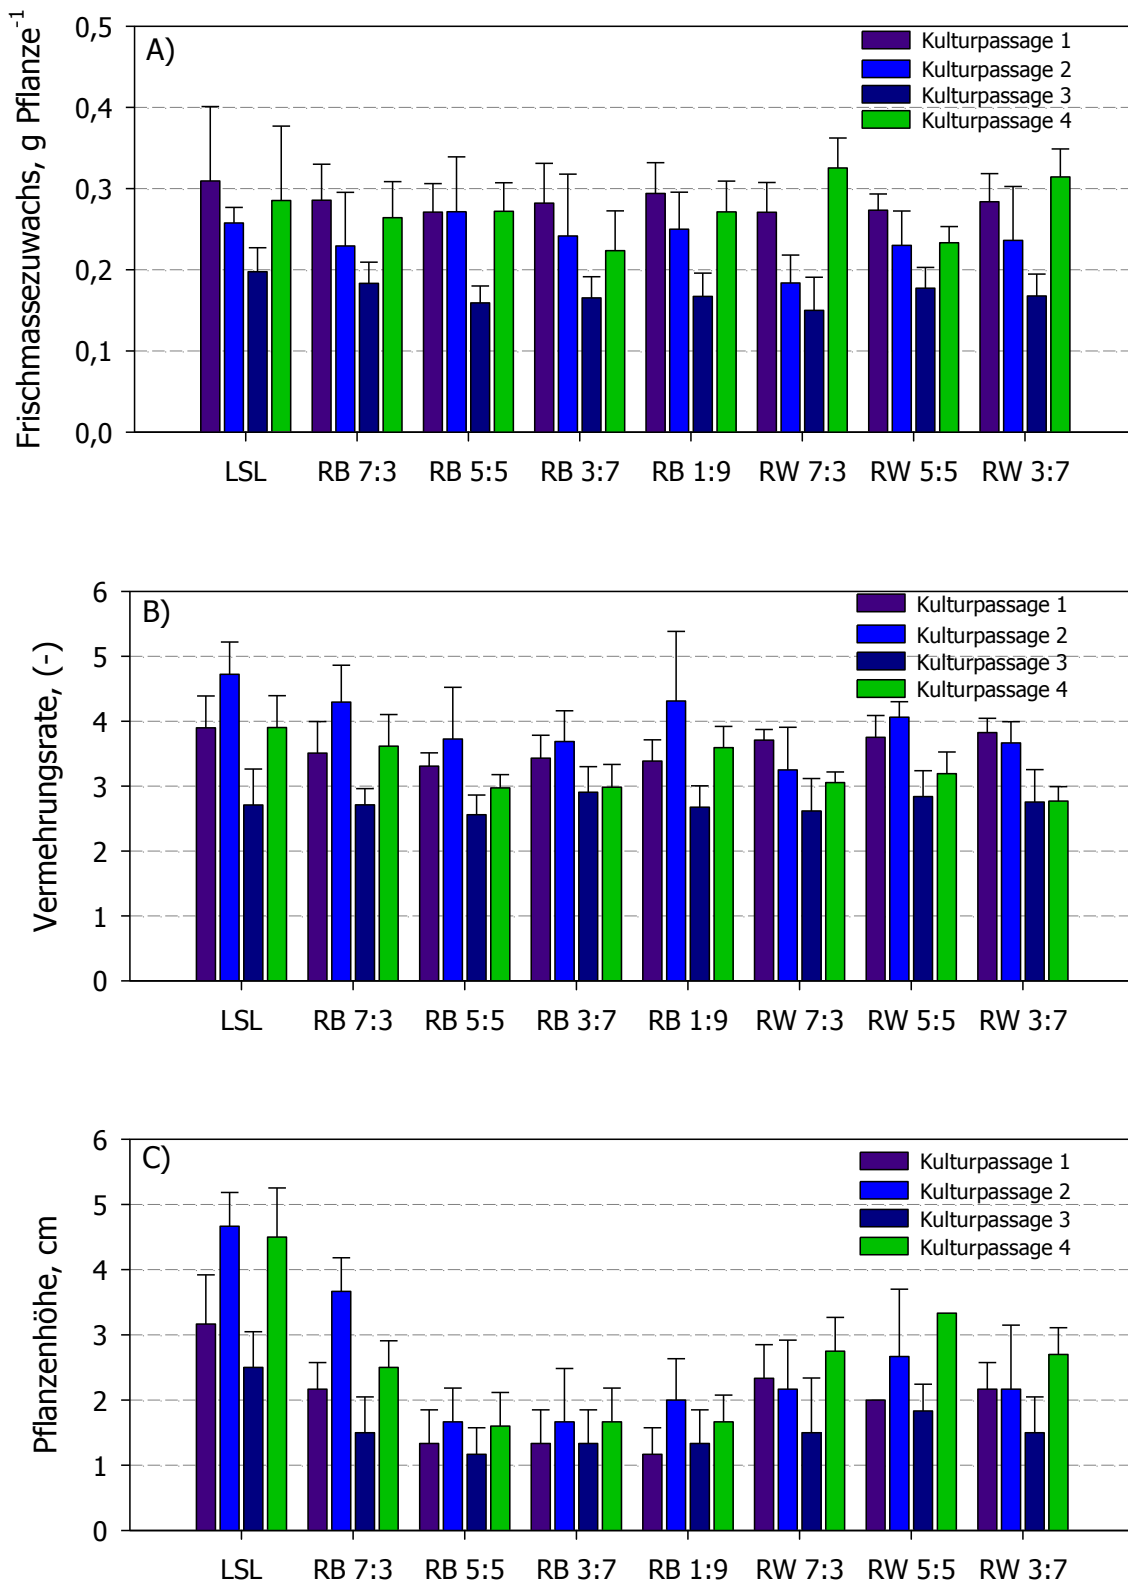 A)
Frischmassezuwachs, g Pflanze-1
0,5
0,4
0,3
0,2
0,1
0,0
Kulturpassage 1
Kulturpassage 2
Kulturpassage 3
Kulturpassage 4
LSL RB 7:3 RB 5:5 RB 3:7 RB 1:9 RW 7:3 RW 5:5 RW 3:7
B)
Vermehrungsrate, (-)
6
5
4
3
2
1
0
Kulturpassage 1
Kulturpassage 2
Kulturpassage 3
Kulturpassage 4
LSL RB 7:3 RB 5:5 RB 3:7 RB 1:9 RW 7:3 RW 5:5 RW 3:7
C)
Pflanzenhöhe, cm
6
5
4
3
2
1
0
Kulturpassage 1
Kulturpassage 2
Kulturpassage 3
Kulturpassage 4
LSL RB 7:3 RB 5:5 RB 3:7 RB 1:9 RW 7:3 RW 5:5 RW 3:7